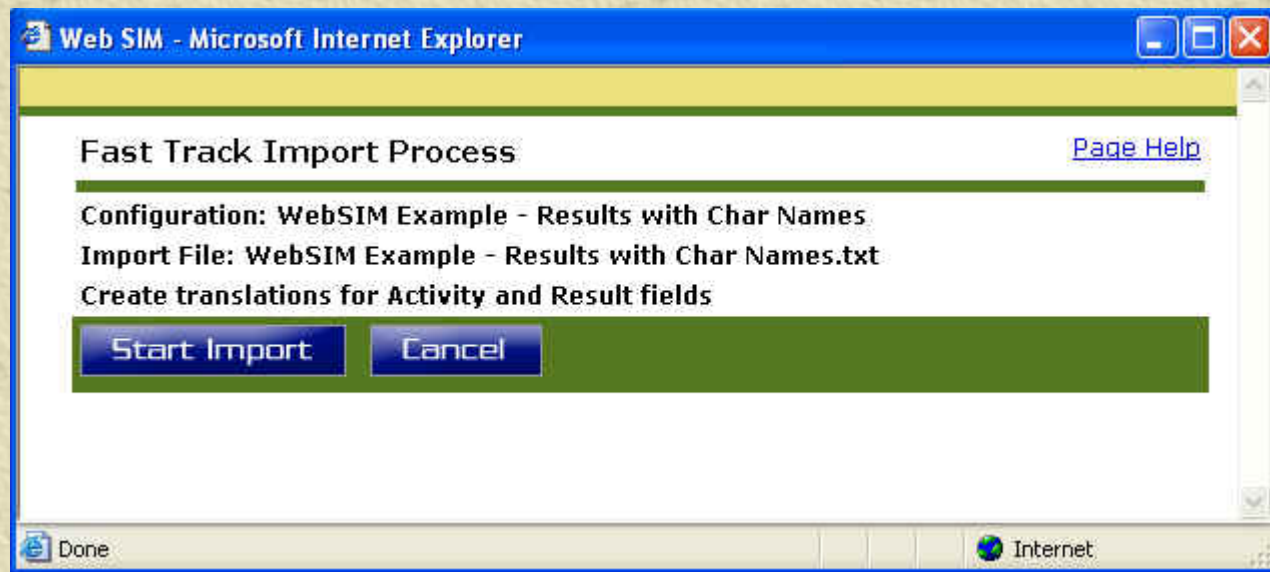 Web SIM - Microsoft Internet Explorer
Fast Track Import Process
Page Help
Configuration: WebSIM Example - Results with Char Names
Import File: WebSIM Example - Results with Char Names.txt
Create translations for Activity and Result fields
Start Import
Cancel
Done
Internet